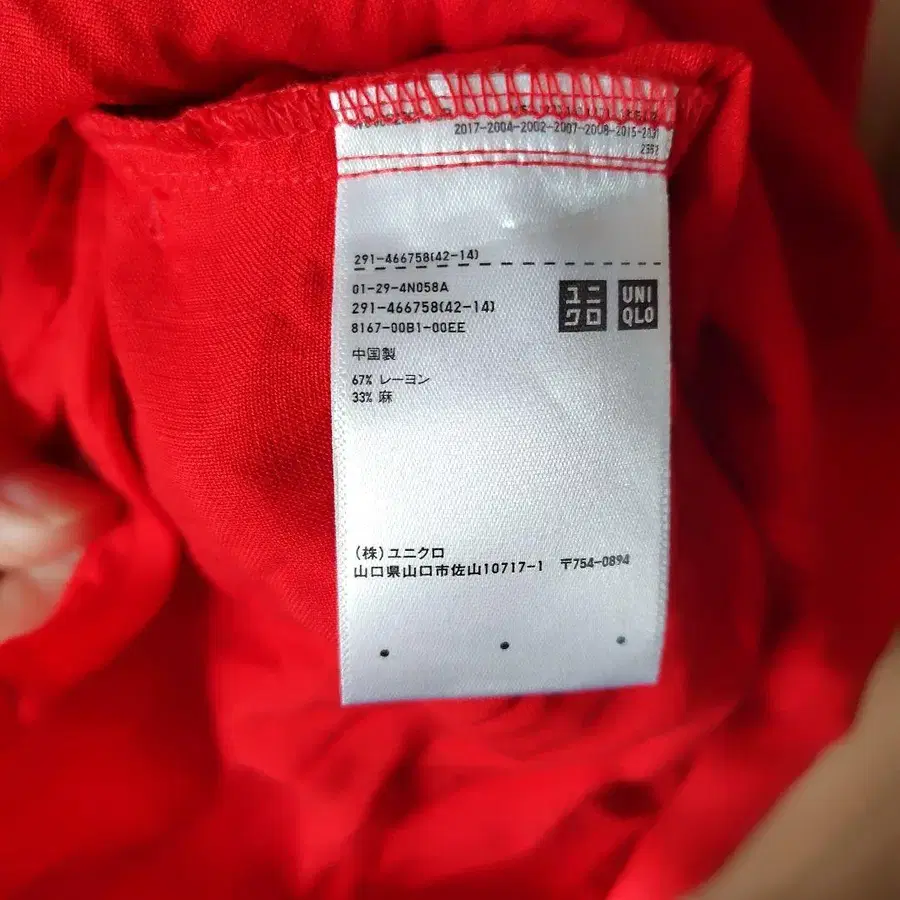 2017-2004-2002-2007-2008-2015-2031
2351
291-466758(42-14)
01-29-4N058A
291-466758(42-14)
8167-00B1-00EE
ユニ
クロ
UNI
QLO
中国製
67% レーヨン
33% 麻
(株)ユニクロ
山口県山口市佐山10717-1 〒754-0894